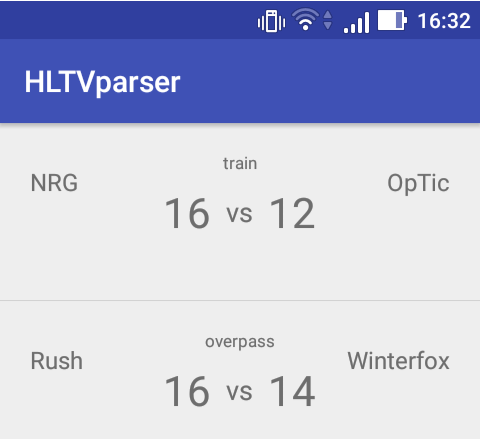 16:32
HLTVparser
train
NRG
OpTic
16 vs 12
overpass
Rush
Winterfox
16 vs 14